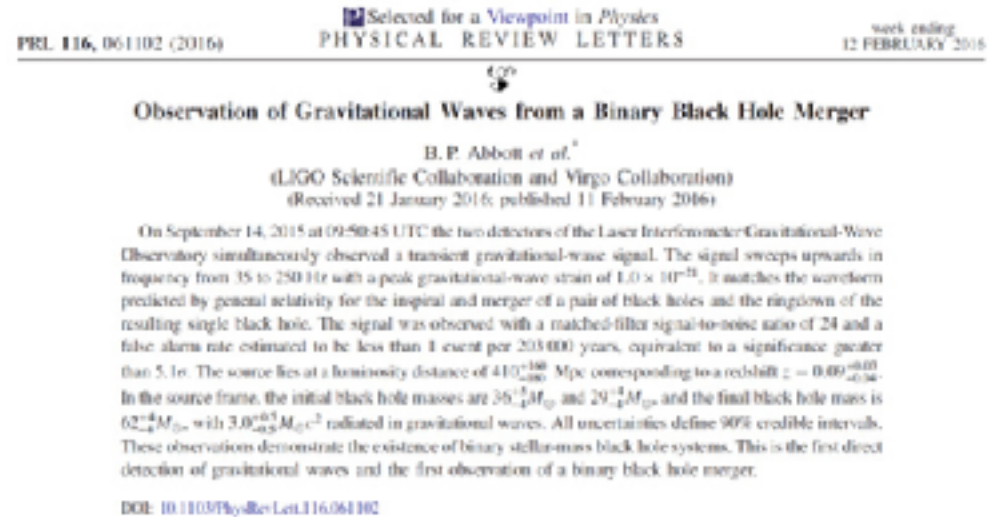 Selected for a Viewpoint in Physics
PRL 116, 061102 (2016)
PHYSICAL REVIEW LETTERS
week ending
12 FEBRUARY 2016
Observation of Gravitational Waves from a Binary Black Hole Merger
B. P. Abbott et al.*
(LIGO Scientific Collaboration and Virgo Collaboration)
(Received 21 January 2016; published 11 February 2016)
On September 14, 2015 at 09:50:45 UTC the two detectors of the Laser Interferometer Gravitational-Wave
Observatory simultaneously observed a transient gravitational-wave signal. The signal sweeps upwards in
frequency from 35 to 250 Hz with a peak gravitational-wave strain of 1.0 × 10⁻²¹. It matches the waveform
predicted by general relativity for the inspiral and merger of a pair of black holes and the ringdown of the
resulting single black hole. The signal was observed with a matched-filter signal-to-noise ratio of 24 and a
false alarm rate estimated to be less than 1 event per 203 000 years, equivalent to a significance greater
than 5.1σ. The source lies at a luminosity distance of 410 Mpc corresponding to a redshift z = 0.09
In the source frame, the initial black hole masses are 36 M⊙ and 29 M⊙, and the final black hole mass is
62 M⊙, with 3.0 M⊙c² radiated in gravitational waves. All uncertainties define 90% credible intervals.
These observations demonstrate the existence of binary stellar-mass black hole systems. This is the first direct
detection of gravitational waves and the first observation of a binary black hole merger.
DOI: 10.1103/PhysRevLett.116.061102